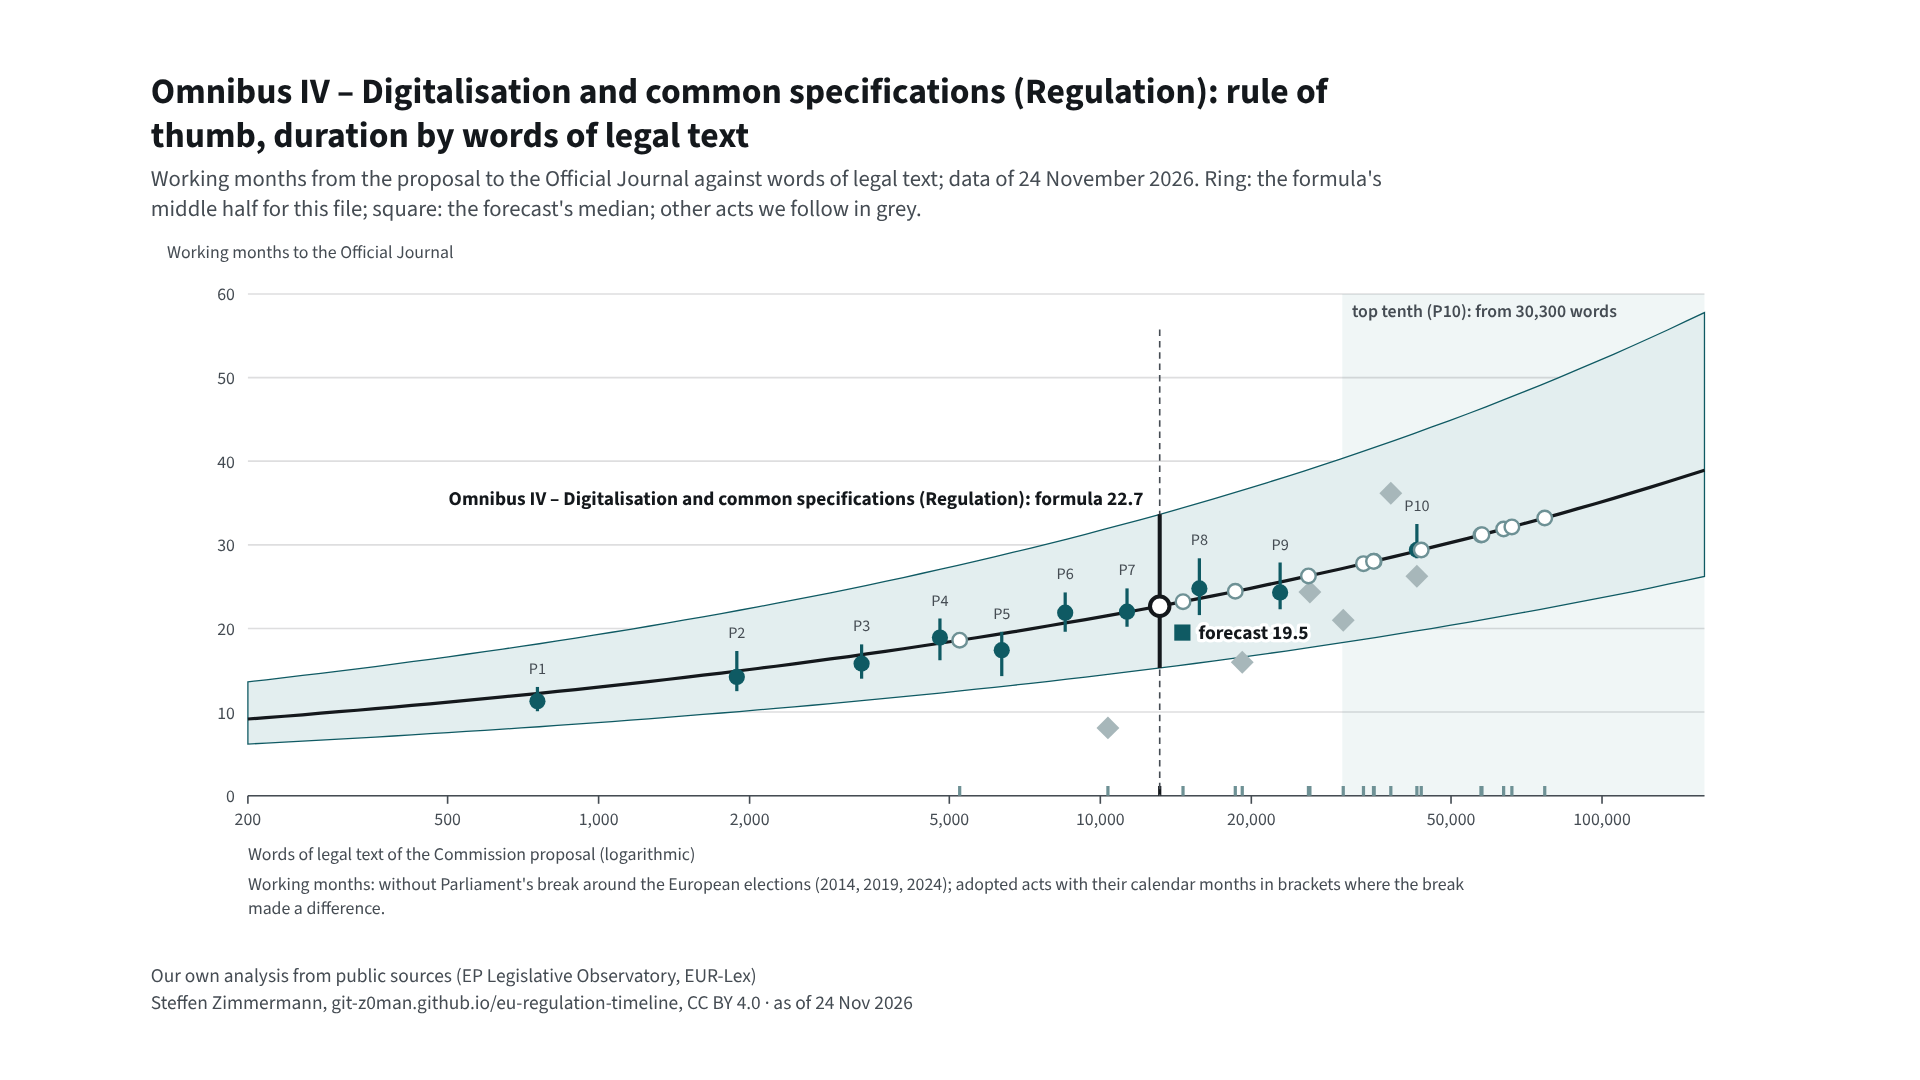 Omnibus IV – Digitalisation and common specifications (Regulation): rule of
thumb, duration by words of legal text
Working months from the proposal to the Official Journal against words of legal text; data of 24 November 2026. Ring: the formula's
middle half for this file; square: the forecast's median; other acts we follow in grey.
Working months to the Official Journal
60
top tenth (P10): from 30,300 words
50
40
Omnibus IV – Digitalisation and common specifications (Regulation): formula 22.7
P10
30
P8
P9
P7
P6
P4
P5
P3
P2
20
forecast 19.5
P1
10
0
200
500
1,000
2,000
5,000
10,000
20,000
50,000
100,000
Words of legal text of the Commission proposal (logarithmic)
Working months: without Parliament's break around the European elections (2014, 2019, 2024); adopted acts with their calendar months in brackets where the break
made a difference.
Our own analysis from public sources (EP Legislative Observatory, EUR-Lex)
Steffen Zimmermann, git-z0man.github.io/eu-regulation-timeline, CC BY 4.0 · as of 24 Nov 2026